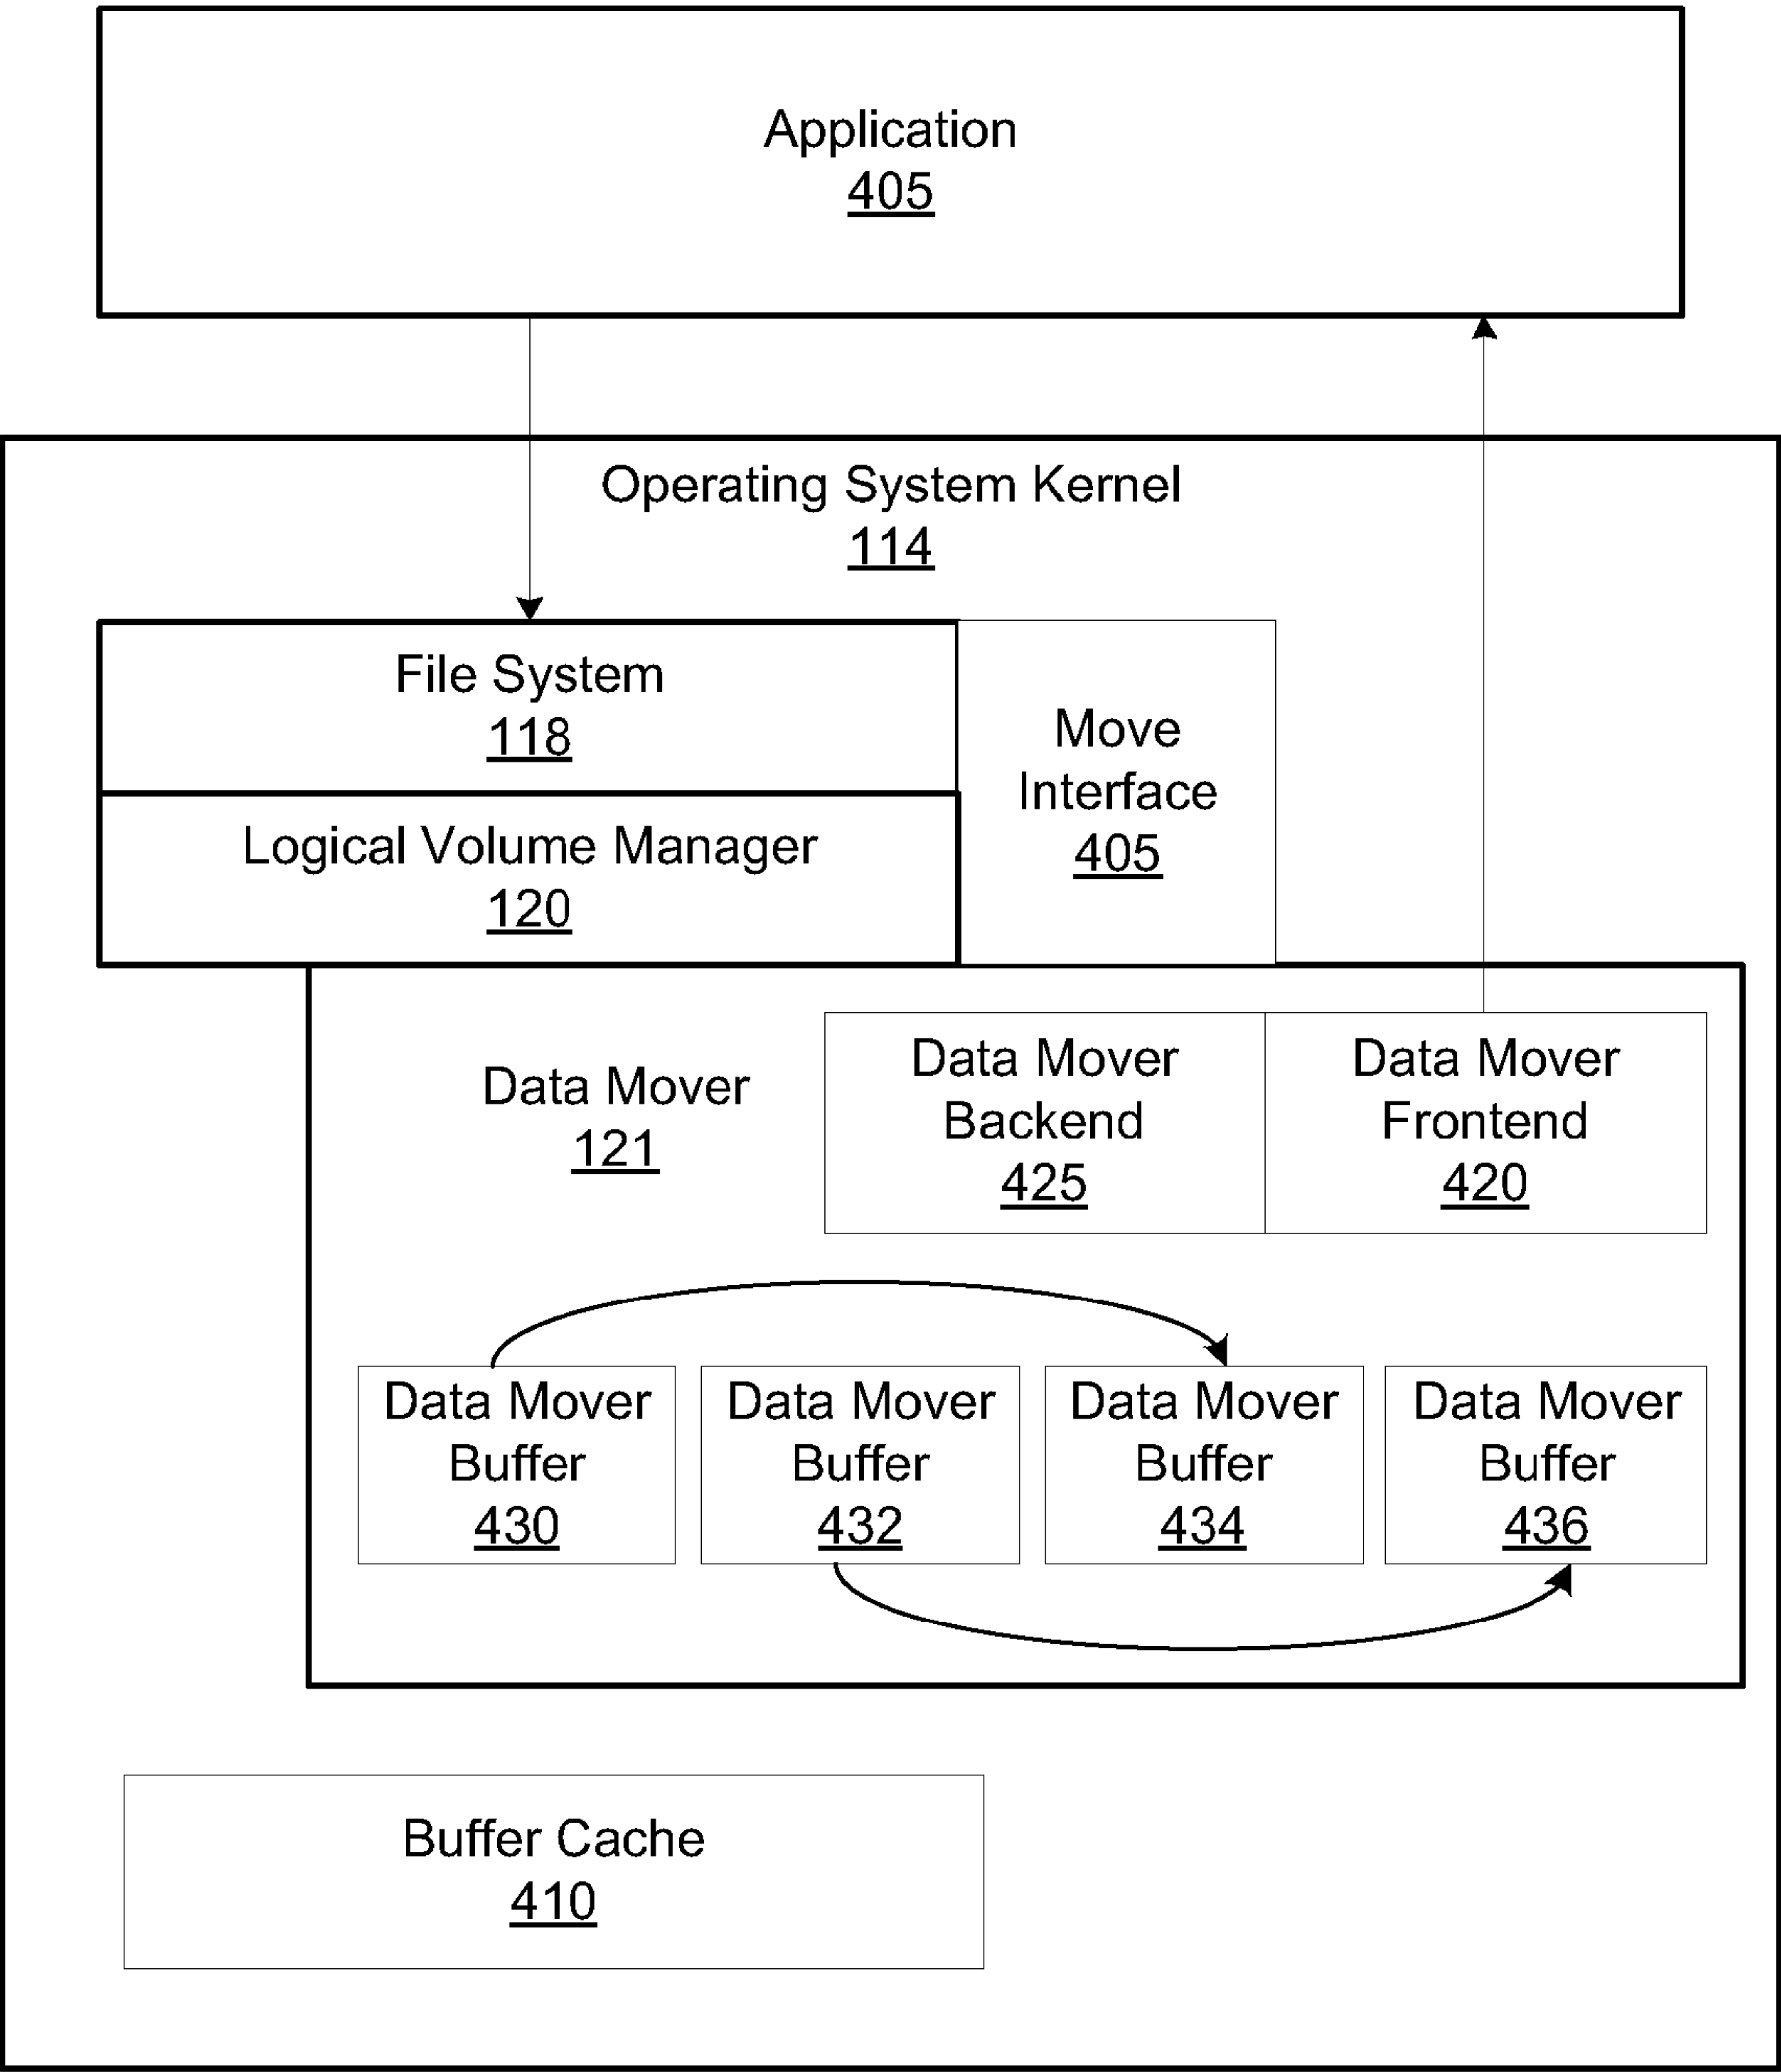 Application
405
Operating System Kernel
114
File System
118
Move
Interface
405
Logical Volume Manager
120
Data Mover
121
Data Mover
Backend
425
Data Mover
Frontend
420
Data Mover
Buffer
430
Data Mover
Buffer
432
Data Mover
Buffer
434
Data Mover
Buffer
436
Buffer Cache
410